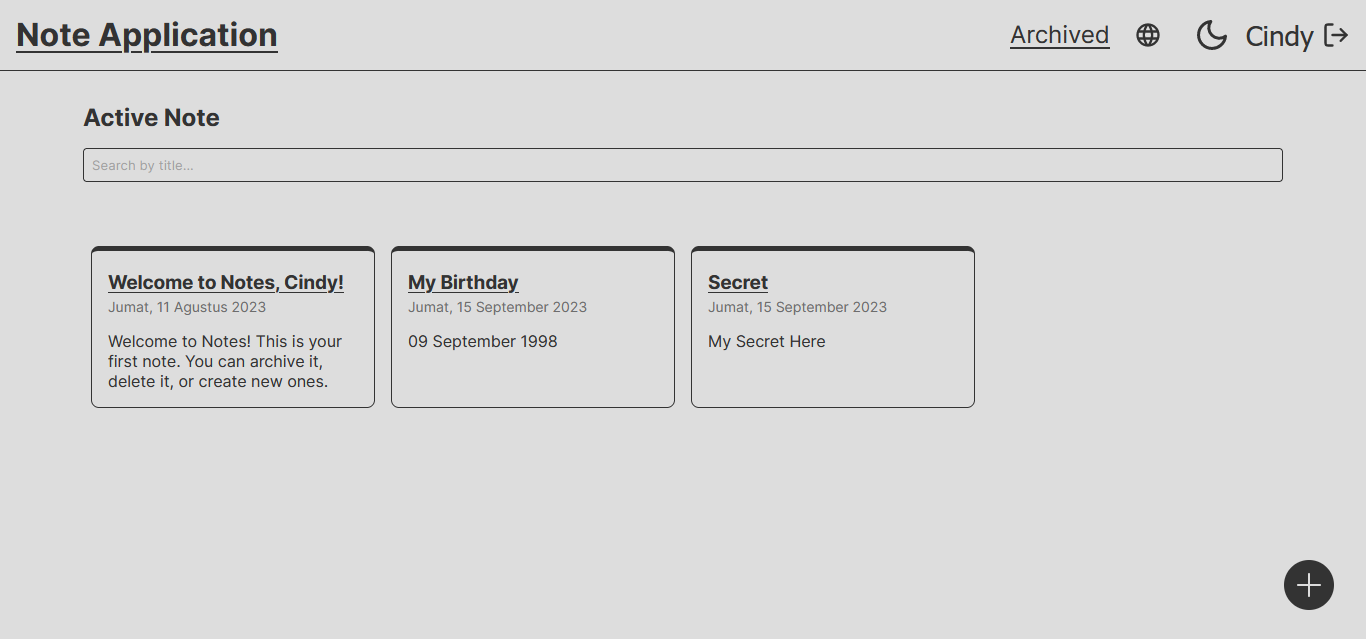 Note Application
Archived
Cindy
Active Note
Search by title...
Welcome to Notes, Cindy!
Jumat, 11 Agustus 2023
Welcome to Notes! This is your
first note. You can archive it,
delete it, or create new ones.
My Birthday
Jumat, 15 September 2023
09 September 1998
Secret
Jumat, 15 September 2023
My Secret Here